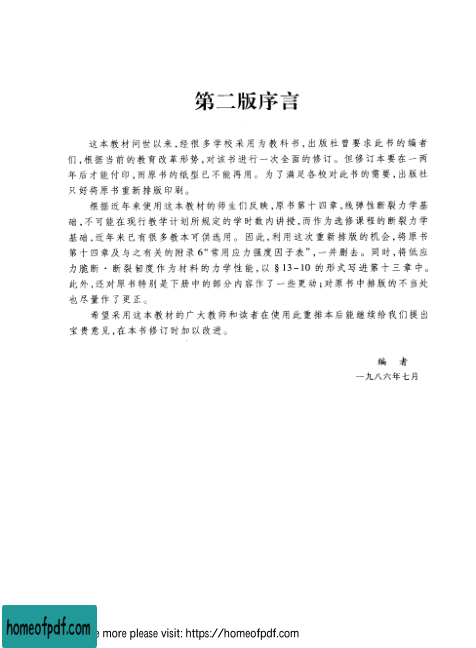 第二版序言
这本教材问世以来,经很多学校采用为教科书,出版社曾要求此书的编者
们,根据当前的教育改革形势,对该书进行一次全面的修订。但修订本要在一两
年后才能付印,而原书的纸型已不能再用。为了满足各校对此书的需要,出版社
只好将原书重新排版印刷。
根据近年来使用这本教材的师生们反映,原书第十四章,线弹性断裂力学基
础,不可能在现行教学计划所规定的学时数内讲授,而作为选修课程的断裂力学
基础,近年来已有很多教本可供选用。因此,利用这次重新排版的机会,将原书
第十四章及与之有关的附录6“常用应力强度因子表”,一并删去。同时,将低应
力脆断·断裂韧度作为材料的力学性能,以§13-10的形式写进第十三章中。
此外,还对原书特别是下册中的部分内容作了一些更动;对原书中排版的不当处
也尽量作了更正。
希望采用这本教材的广大教师和读者在使用此重排本后能继续给我们提出
宝贵意见,在本书修订时加以改进。
编 者
一九八六年七月
homeofpdf.com
e more please visit: https://homeofpdf.com